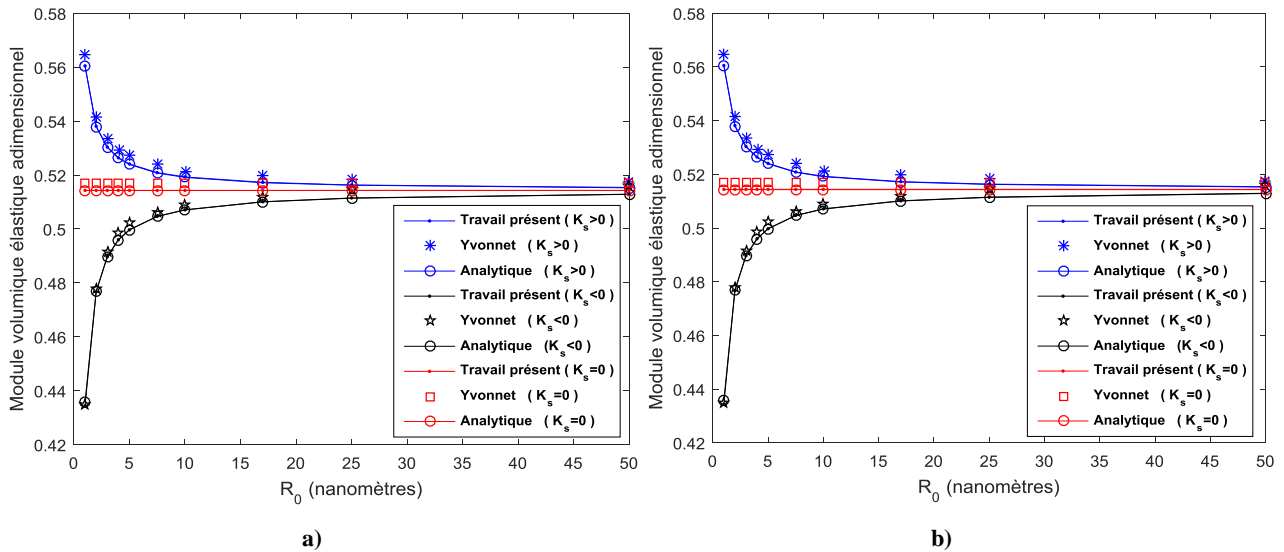 0.58
0.56
0.54
0.52
0.5
0.48
0.46
0.44
0.42
Module volumique élastique adimensionnel
0 5 10 15 20 25 30 35 40 45 50
R0 (nanomètres)
Travail présent ( Ks>0 )
Yvonnet ( Ks>0 )
Analytique ( Ks>0 )
Travail présent ( Ks<0 )
Yvonnet ( Ks<0 )
Analytique (Ks<0 )
Travail présent ( Ks=0 )
Yvonnet ( Ks=0 )
Analytique ( Ks=0 )
a)
0.58
0.56
0.54
0.52
0.5
0.48
0.46
0.44
0.42
Module volumique élastique adimensionnel
0 5 10 15 20 25 30 35 40 45 50
R0 (nanomètres)
Travail présent ( Ks>0 )
Yvonnet ( Ks>0 )
Analytique ( Ks>0 )
Travail présent ( Ks<0 )
Yvonnet ( Ks<0 )
Analytique (Ks<0 )
Travail présent ( Ks=0 )
Yvonnet ( Ks=0 )
Analytique ( Ks=0 )
b)